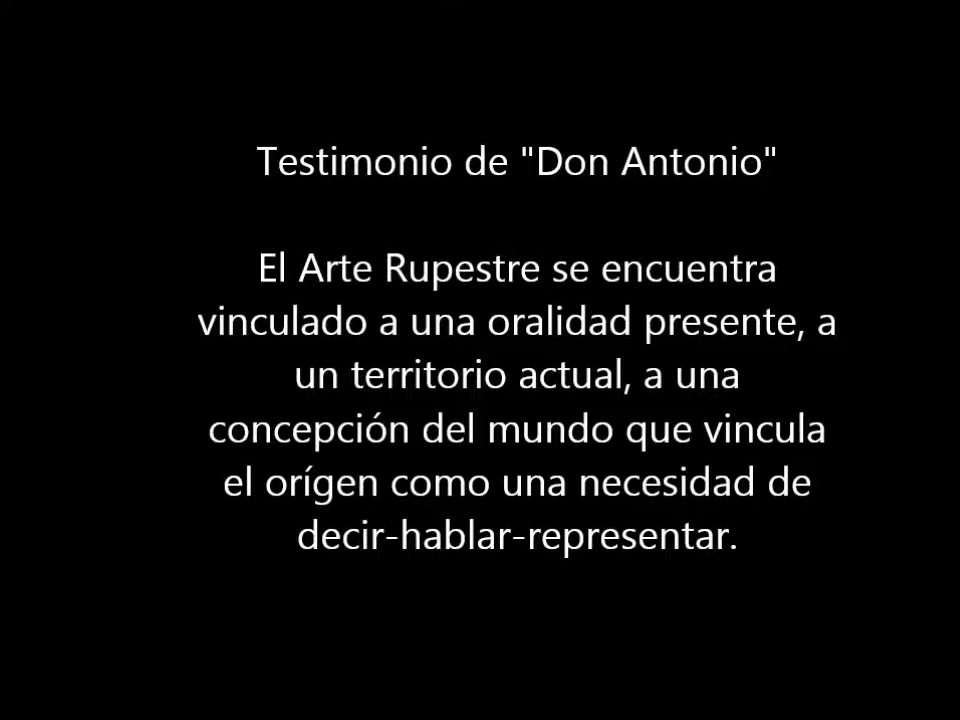 Testimonio de "Don Antonio"
El Arte Rupestre se encuentra
vinculado a una oralidad presente, a
un territorio actual, a una
concepción del mundo que vincula
el orígen como una necesidad de
decir-hablar-representar.